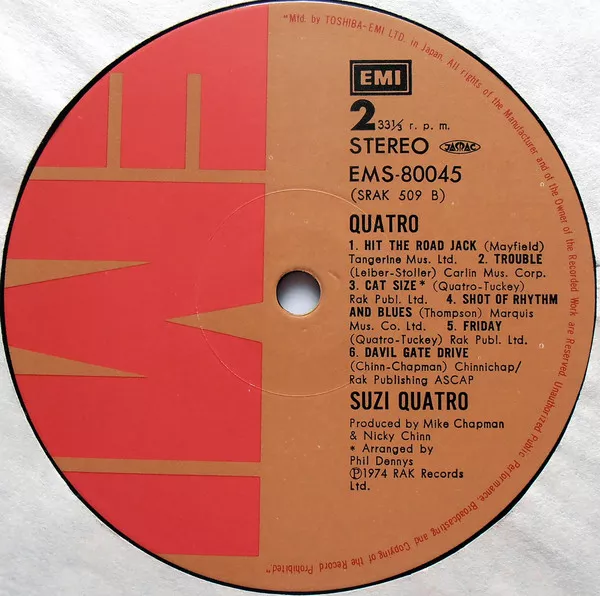 "Mfd. by TOSHIBA-EMI LTD. in Japan. All rights of the Manufacturer and of the Owner of the Recorded Work are Reserved. Unauthorized Public Performance, Broadcasting and Copying of the Record Prohibited"
EMI
2 33⅓ r. p. m.
STEREO JASRAC
EMS-80045
(SRAK 509 B)
QUATRO
1. HIT THE ROAD JACK (Mayfield)
Tangerine Mus. Ltd. 2. TROUBLE
(Leiber-Stoller) Carlin Mus. Corp.
3. CAT SIZE* (Quatro-Tuckey)
Rak Publ. Ltd. 4. SHOT OF RHYTHM
AND BLUES (Thompson) Marquis
Mus. Co. Ltd. 5. FRIDAY
(Quatro-Tuckey) Rak Publ. Ltd.
6. DAVIL GATE DRIVE
(Chinn-Chapman) Chinnichap/
Rak Publishing ASCAP
SUZI QUATRO
Produced by Mike Chapman
& Nicky Chinn
* Arranged by
Phil Dennys
℗1974 RAK Records
Ltd.
EMI